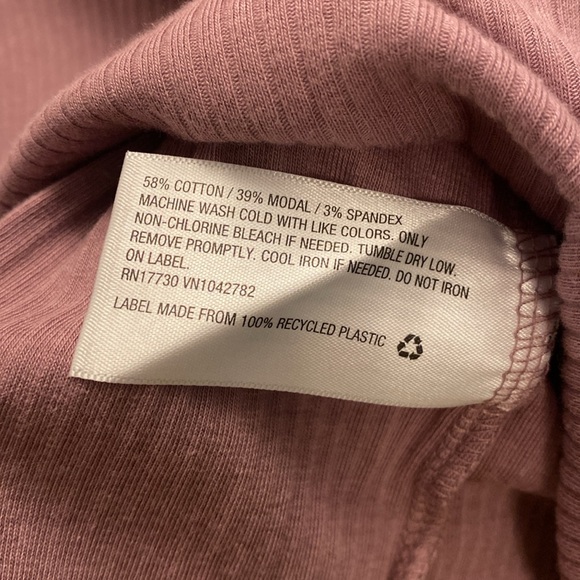 58% COTTON / 39% MODAL / 3% SPANDEX
MACHINE WASH COLD WITH LIKE COLORS. ONLY
NON-CHLORINE BLEACH IF NEEDED. TUMBLE DRY LOW.
REMOVE PROMPTLY. COOL IRON IF NEEDED. DO NOT IRON
ON LABEL.
RN17730 VN1042782
LABEL MADE FROM 100% RECYCLED PLASTIC